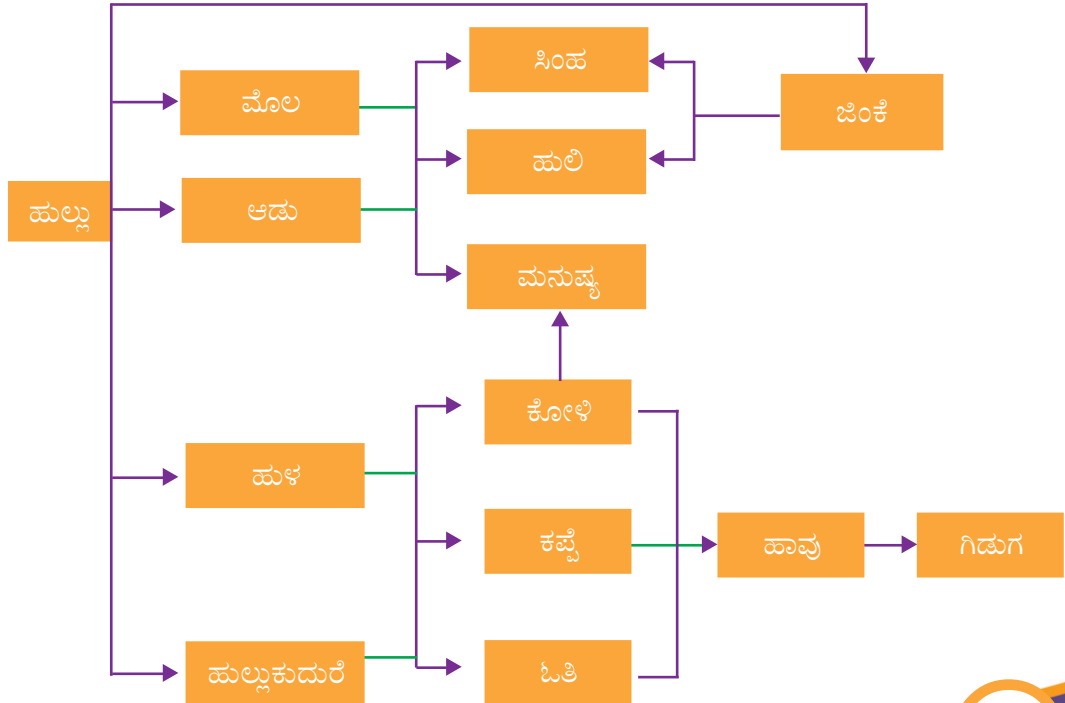 ಸಿಂಹ
ಮೊಲ
ಜಿಂಕೆ
ಹುಲಿ
ಹುಲ್ಲು
ಆಡು
ಮನುಷ್ಯ
ಕೋಳಿ
ಹುಳ
ಕಪ್ಪೆ
ಹಾವು
ಗಿಡುಗ
ಹುಲ್ಲುಕುದುರೆ
ಓತಿ